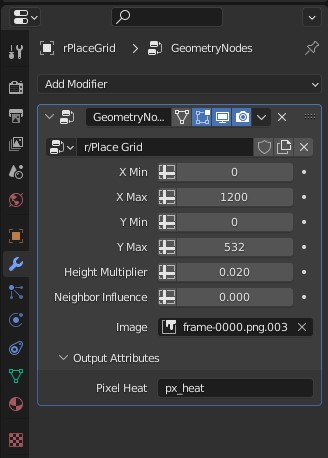 rPlaceGrid > GeometryNodes
Add Modifier
GeometryNo...
r/Place Grid
X Min 0
X Max 1200
Y Min 0
Y Max 532
Height Multiplier 0.020
Neighbor Influence 0.000
Image frame-0000.png.003
Output Attributes
Pixel Heat px_heat